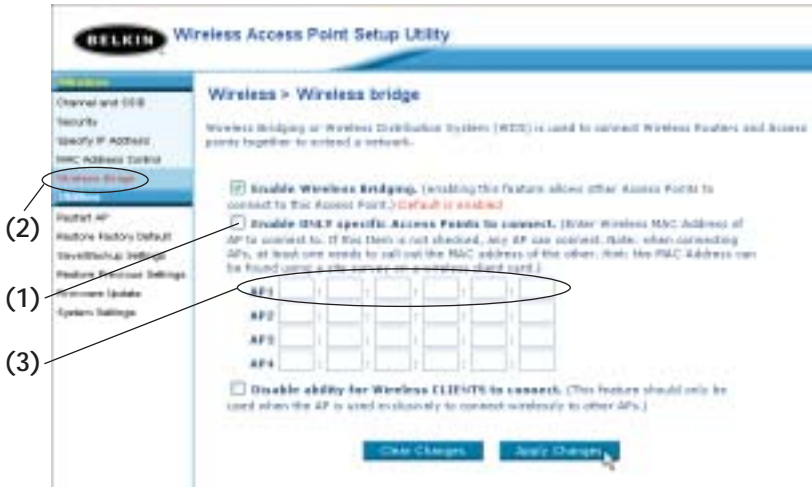 BELKIN
Wireless Access Point Setup Utility
Wireless
Channel and SSID
Security
Specify IP Address
MAC Address Control
Wireless Bridge
Utilities
Restart AP
Restore Factory Default
Save/Backup Settings
Restore Previous Settings
Firmware Update
System Settings
(2)
(1)
(3)
Wireless > Wireless bridge
Wireless Bridging or Wireless Distribution System (WDS) is used to connect Wireless Routers and Access
points together to extend a network.
Enable Wireless Bridging. (enabling this feature allows other Access Points to
connect to this Access Point.) Default is enabled
Enable ONLY specific Access Points to connect. (Enter Wireless MAC Address of
AP to connect to. If this item is not checked, any AP can connect. Note: when connecting
APs, at least one needs to call out the MAC address of the other. Hint: the MAC Address can
be found using a site survey on a wireless client card.)
AP1 : : : : :
AP2 : : : : :
AP3 : : : : :
AP4 : : : : :
Disable ability for Wireless CLIENTS to connect. (This feature should only be
used when the AP is used exclusively to connect wirelessly to other APs.)
Clear Changes Apply Changes